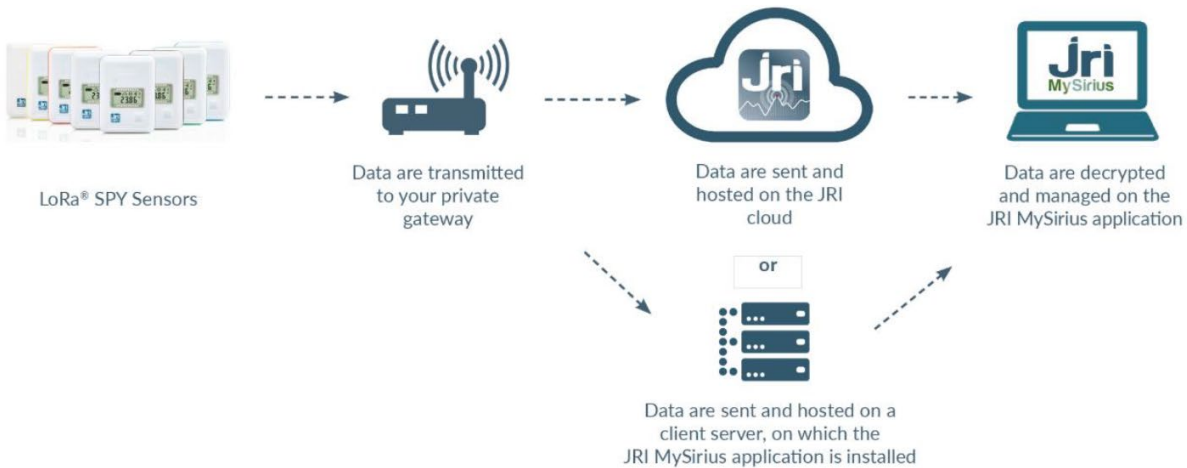 23.86
Jri
Jri
MySirius
LoRa® SPY Sensors
Data are transmitted
to your private
gateway
Data are sent and
hosted on the JRI
cloud
Data are decrypted
and managed on the
JRI MySirius application
or
Data are sent and hosted on a
client server, on which the
JRI MySirius application is installed